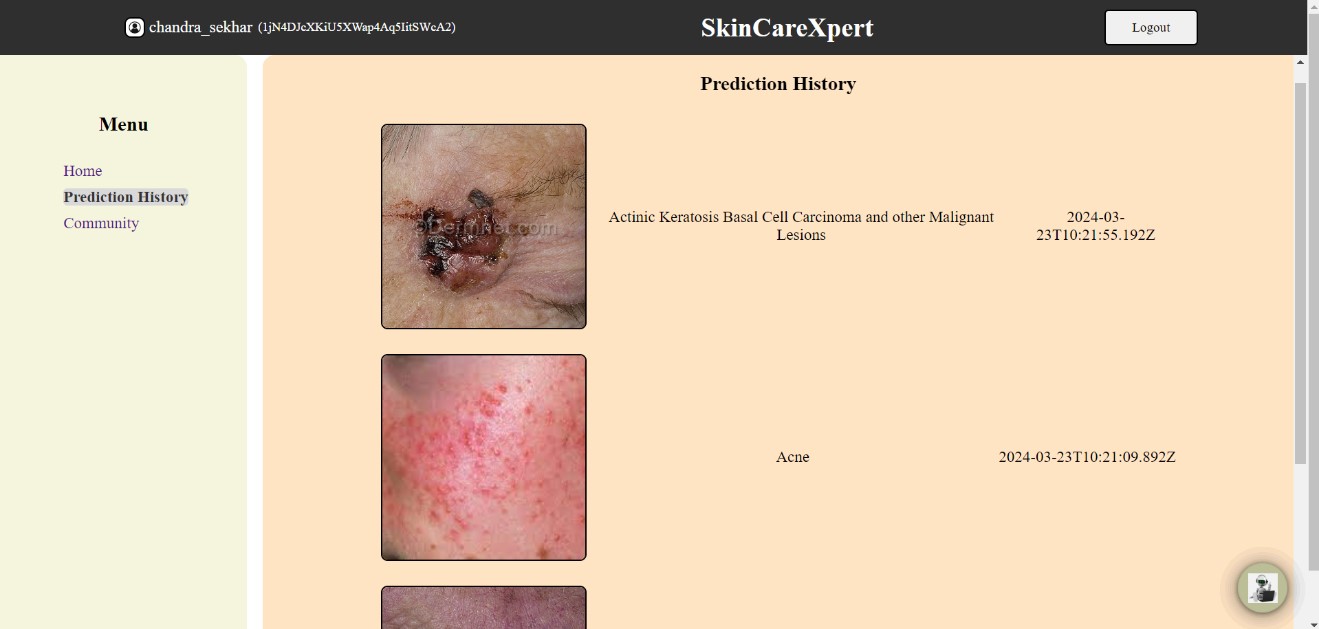 chandra_sekhar (1jN4DJcXKiU5XWap4Aq5IitSWcA2)
SkinCareXpert
Logout
Menu
Home
Prediction History
Community
Prediction History
©DermNet.com
Actinic Keratosis Basal Cell Carcinoma and other Malignant
Lesions
2024-03-
23T10:21:55.192Z
Acne
2024-03-23T10:21:09.892Z